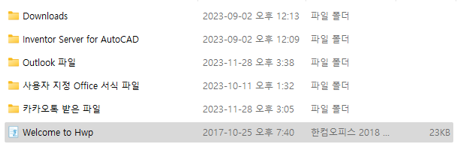 Downloads 2023-09-02 오후 12:13 파일 폴더
Inventor Server for AutoCAD 2023-09-02 오후 12:09 파일 폴더
Outlook 파일 2023-11-28 오후 3:38 파일 폴더
사용자 지정 Office 서식 파일 2023-10-11 오후 1:32 파일 폴더
카카오톡 받은 파일 2023-11-28 오후 3:05 파일 폴더
Welcome to Hwp 2017-10-25 오후 7:40 한컴오피스 2018 ... 23KB